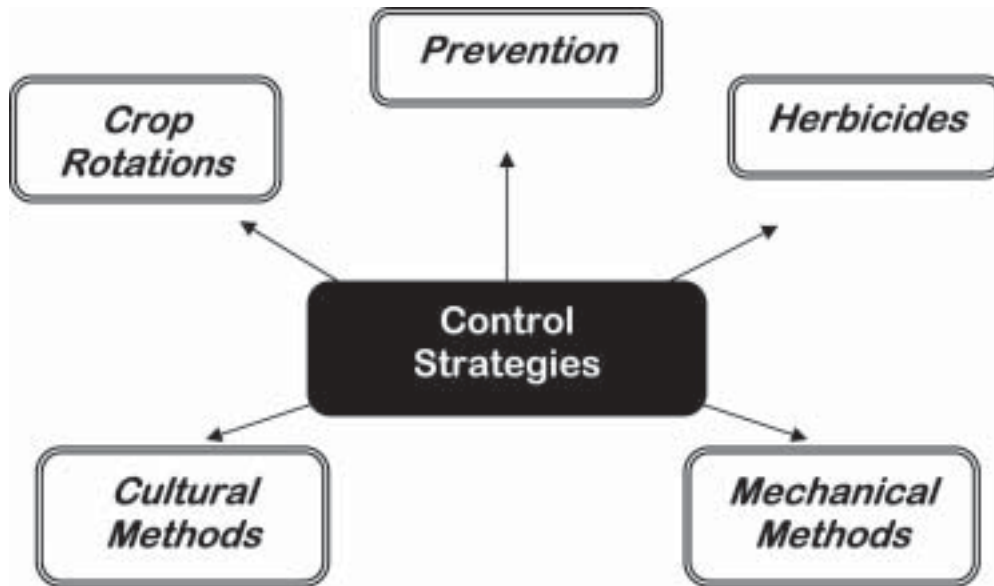 Prevention
Crop
Rotations
Herbicides
Control
Strategies
Cultural
Methods
Mechanical
Methods